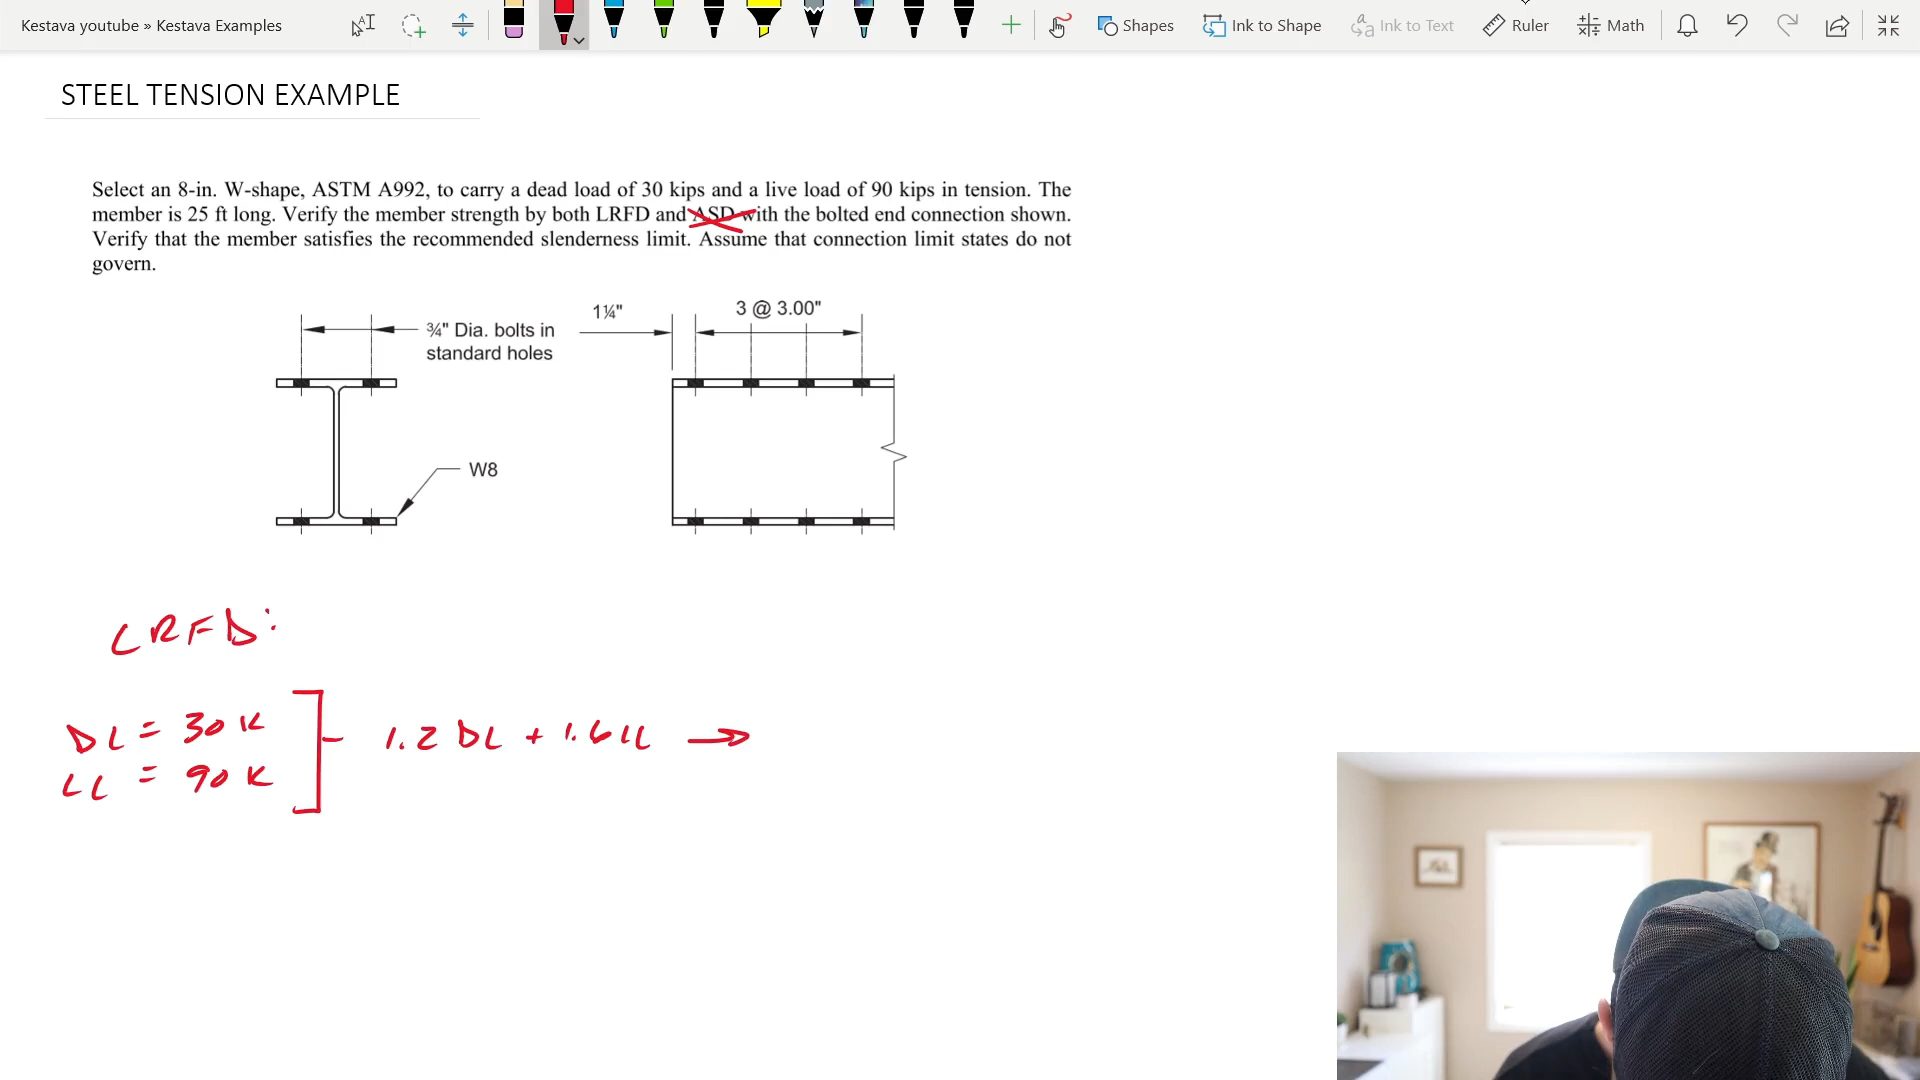 Kestava youtube » Kestava Examples
Shapes
Ink to Shape
Ink to Text
Ruler
Math
STEEL TENSION EXAMPLE
Select an 8-in. W-shape, ASTM A992, to carry a dead load of 30 kips and a live load of 90 kips in tension. The
member is 25 ft long. Verify the member strength by both LRFD and ASD with the bolted end connection shown.
Verify that the member satisfies the recommended slenderness limit. Assume that connection limit states do not
govern.
¾" Dia. bolts in
standard holes
1¼"
3 @ 3.00"
W8
LRFD:
DL = 30 K
LL = 90 K
1.2 DL + 1.6 LL →